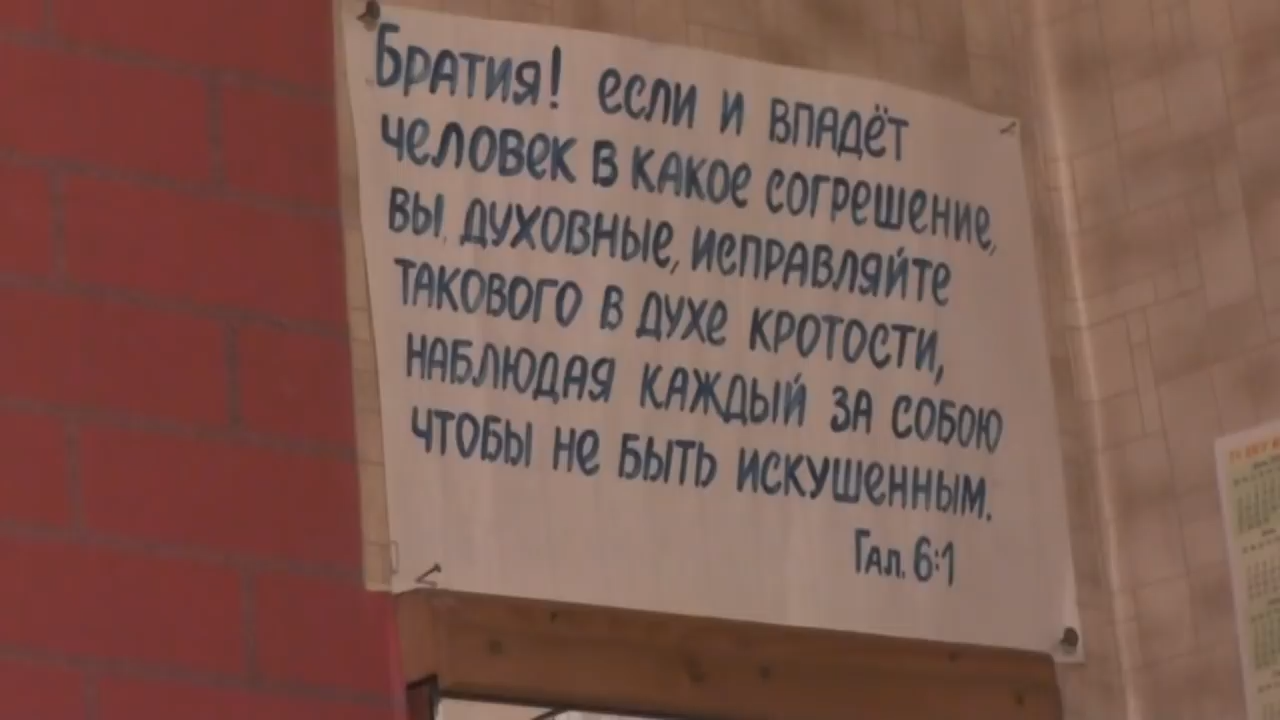 Братия! если и впадёт
человек в какое согрешение,
вы духовные, исправляйте
такового в духе кротости,
наблюдая каждый за собою
чтобы не быть искушенным.
Гал. 6:1